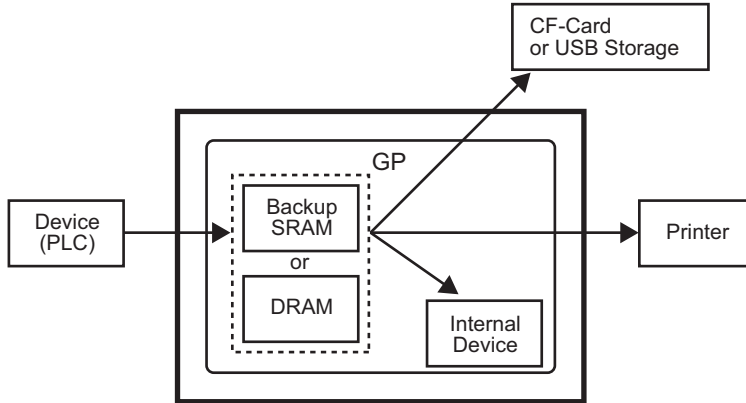 CF-Card
or USB Storage
GP
Device
(PLC)
Backup
SRAM
or
DRAM
Internal
Device
Printer